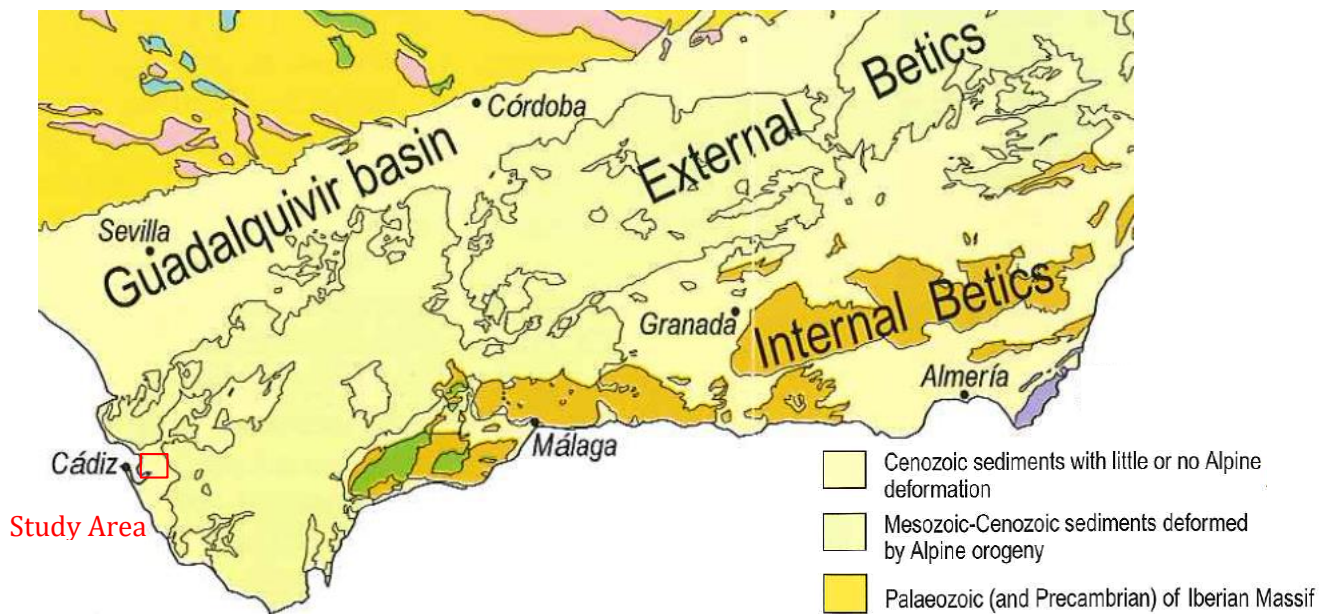 Betics
External
Córdoba
Guadalquivir basin
Sevilla
Internal Betics
Granada
Almería
Málaga
Cádiz
Study Area
Cenozoic sediments with little or no Alpine
deformation
Mesozoic-Cenozoic sediments deformed
by Alpine orogeny
Palaeozoic (and Precambrian) of Iberian Massif